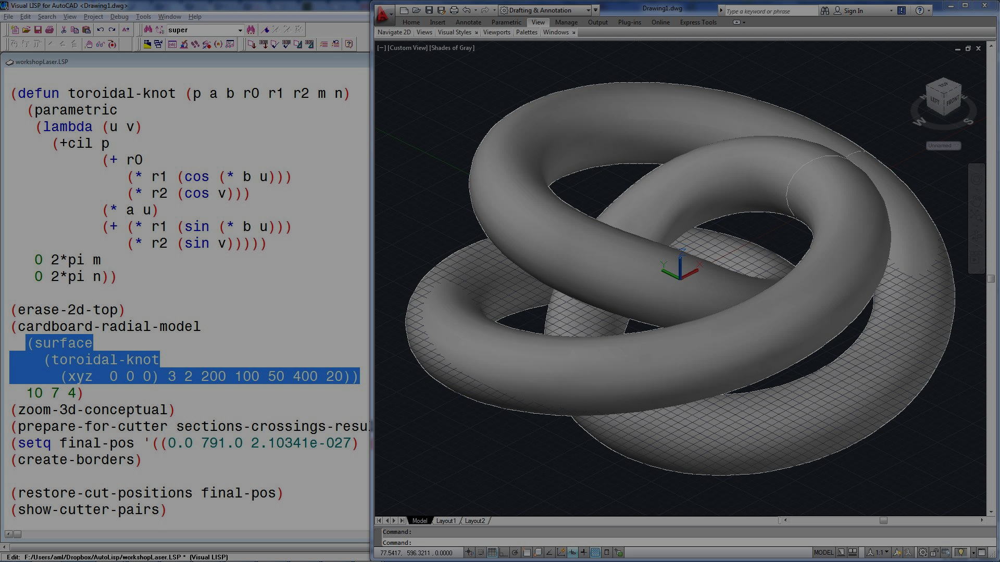 Visual LISP for AutoCAD <Drawing1.dwg>
File Edit Search View Project Debug Tools Window Help
super
workshopLaser.LSP
(defun toroidal-knot (p a b r0 r1 r2 m n)
(parametric
(lambda (u v)
(+cil p
(+ r0
(* r1 (cos (* b u)))
(* r2 (cos v)))
(* a u)
(+ (* r1 (sin (* b u)))
(* r2 (sin v)))))
0 2*pi m
0 2*pi n))
(erase-2d-top)
(cardboard-radial-model
(surface
(toroidal-knot
(xyz 0 0 0) 3 2 200 100 50 400 20))
10 7 4)
(zoom-3d-conceptual)
(prepare-for-cutter sections-crossings-resu
(setq final-pos '((0.0 791.0 2.10341e-027)
(create-borders)
(restore-cut-positions final-pos)
(show-cutter-pairs)
Edit: F:/Users/aml/Dropbox/AutoLisp/workshopLaser.LSP * (Visual LISP)
Drafting & Annotation
Drawing1.dwg
Type a keyword or phrase
Sign In
Home Insert Annotate Parametric View Manage Output Plug-ins Online Express Tools
Navigate 2D Views Visual Styles Viewports Palettes Windows
[−] [Custom View] [Shades of Gray]
TOP
LEFT FRONT
W S
Unnamed
Z
Y X
Model Layout1 Layout2
Command:
Command:
77.5417, 596.3211, 0.0000
MODEL
1:1